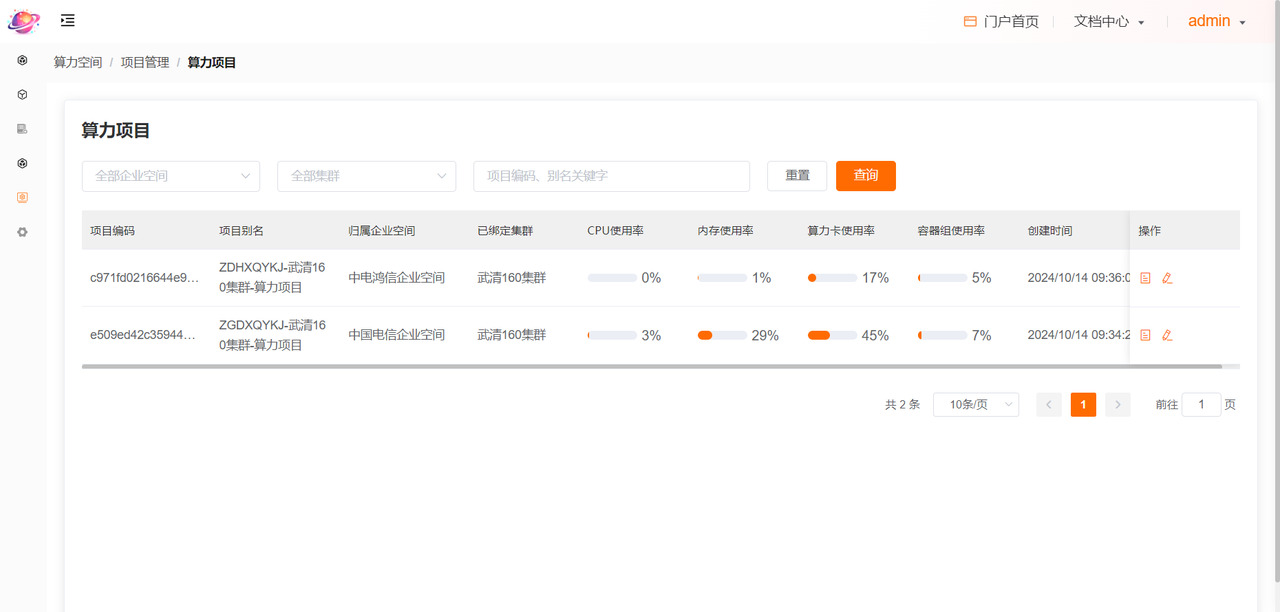 门户首页
文档中心
admin
算力空间 / 项目管理 / 算力项目
算力项目
全部企业空间
全部集群
项目编码、别名关键字
重置
查询
项目编码 项目别名 归属企业空间 已绑定集群 CPU使用率 内存使用率 算力卡使用率 容器组使用率 创建时间 操作
c971fd0216644e9... ZDHXQYKJ-武清16 中电鸿信企业空间 武清160集群 0% 1% 17% 5% 2024/10/14 09:36:0
0集群-算力项目
e509ed42c35944... ZGDXQYKJ-武清16 中国电信企业空间 武清160集群 3% 29% 45% 7% 2024/10/14 09:34:2
0集群-算力项目
共 2 条 10条/页 1 前往 1 页